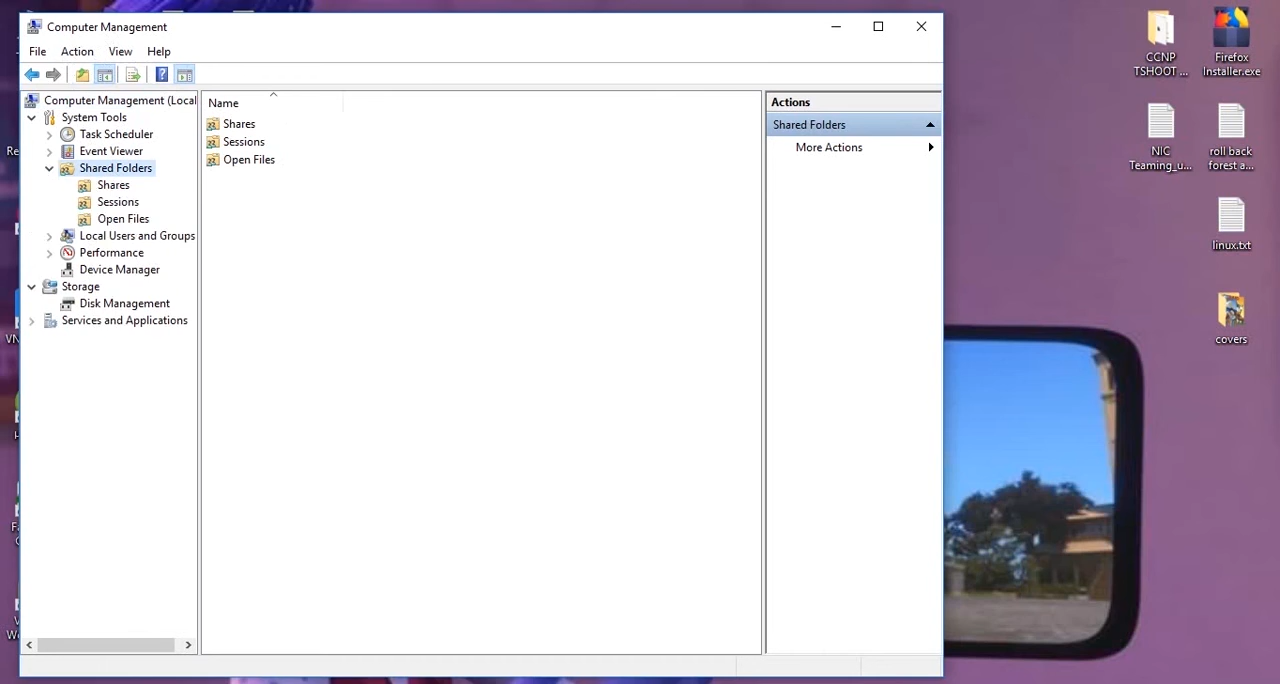 Computer Management
File Action View Help
Computer Management (Local
System Tools
Task Scheduler
Event Viewer
Shared Folders
Shares
Sessions
Open Files
Local Users and Groups
Performance
Device Manager
Storage
Disk Management
Services and Applications
Name
Shares
Sessions
Open Files
Actions
Shared Folders
More Actions
CCNP
TSHOOT ...
Firefox
Installer.exe
NIC
Teaming_u...
roll back
forest a...
linux.txt
covers